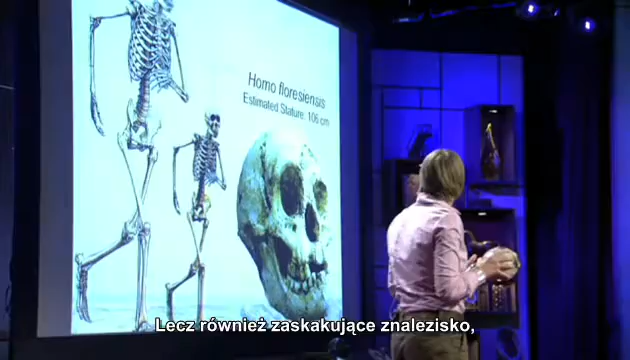 Homo floresiensis
Estimated Stature: 106 cm
Lecz również zaskakujące znalezisko,